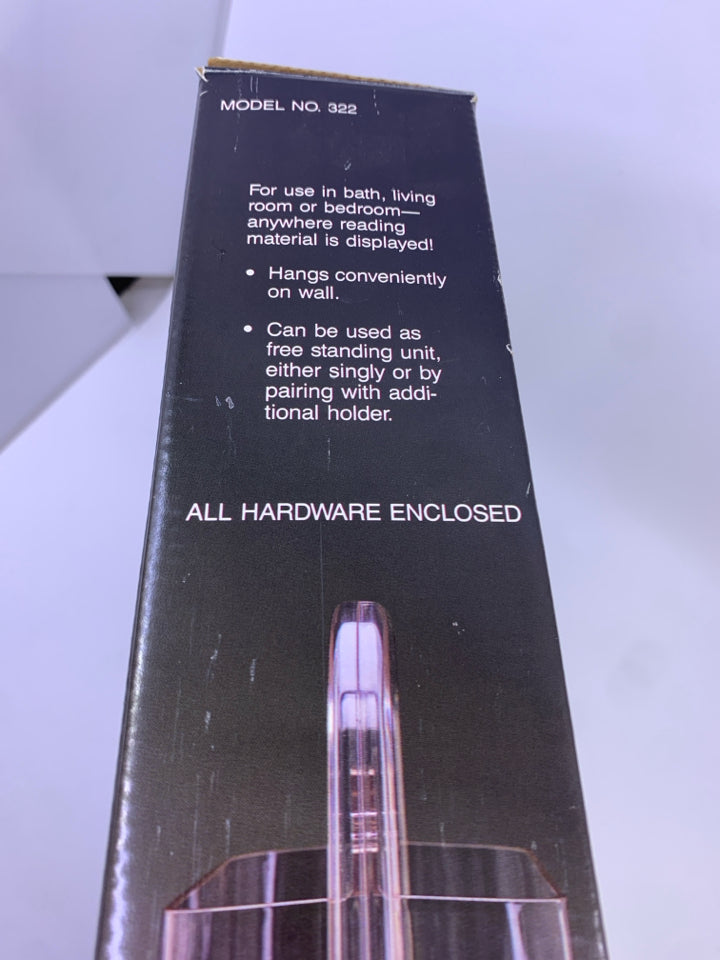 MODEL NO. 322
For use in bath, living
room or bedroom—
anywhere reading
material is displayed!
• Hangs conveniently
on wall.
• Can be used as
free standing unit,
either singly or by
pairing with addi-
tional holder.
ALL HARDWARE ENCLOSED